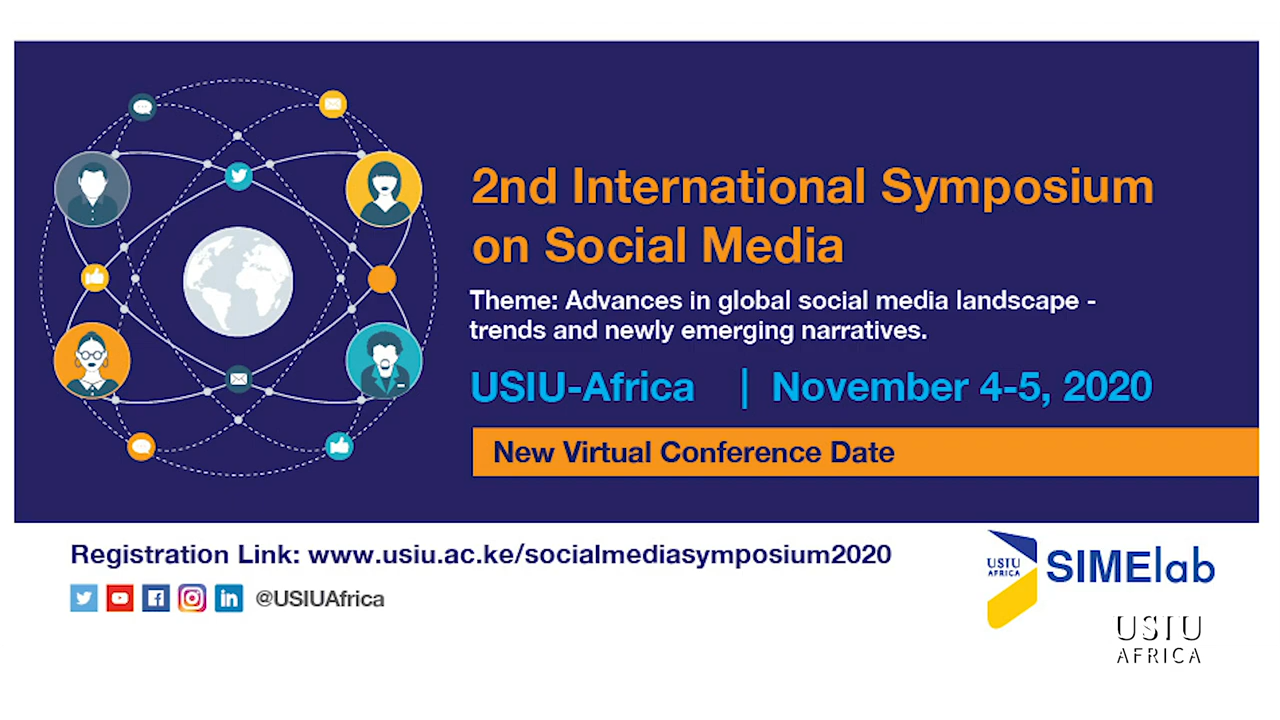 2nd International Symposium
on Social Media
Theme: Advances in global social media landscape -
trends and newly emerging narratives.
USIU-Africa | November 4-5, 2020
New Virtual Conference Date
Registration Link: www.usiu.ac.ke/socialmediasymposium2020
@USIUAfrica
USIU
AFRICA
SIMElab
USIU
AFRICA